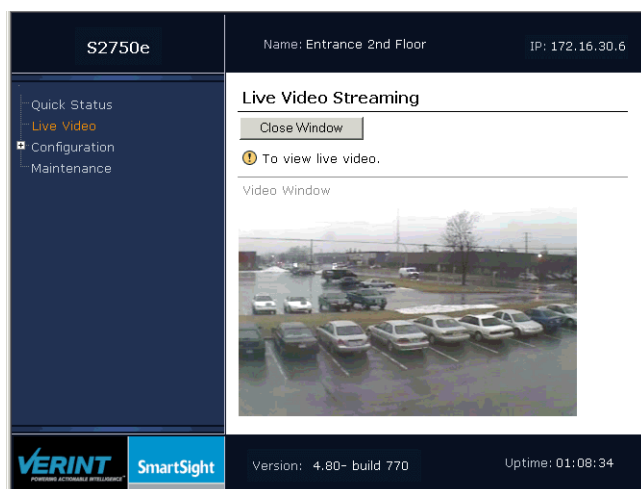 S2750e
Name: Entrance 2nd Floor
IP: 172.16.30.6
Quick Status
Live Video
Configuration
Maintenance
Live Video Streaming
Close Window
To view live video.
Video Window
VERINT
POWERING ACTIONABLE INTELLIGENCE
SmartSight
Version: 4.80- build 770
Uptime: 01:08:34